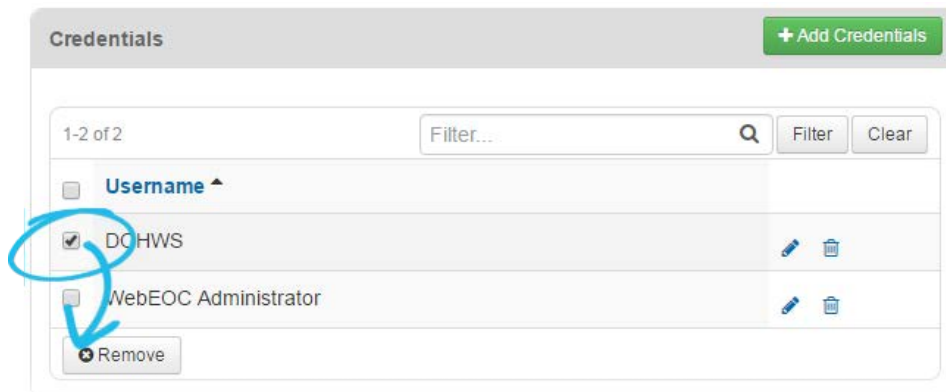 Credentials
Add Credentials
1-2 of 2 Filter... Filter Clear
Username
DOHWS
WebEOC Administrator
Remove